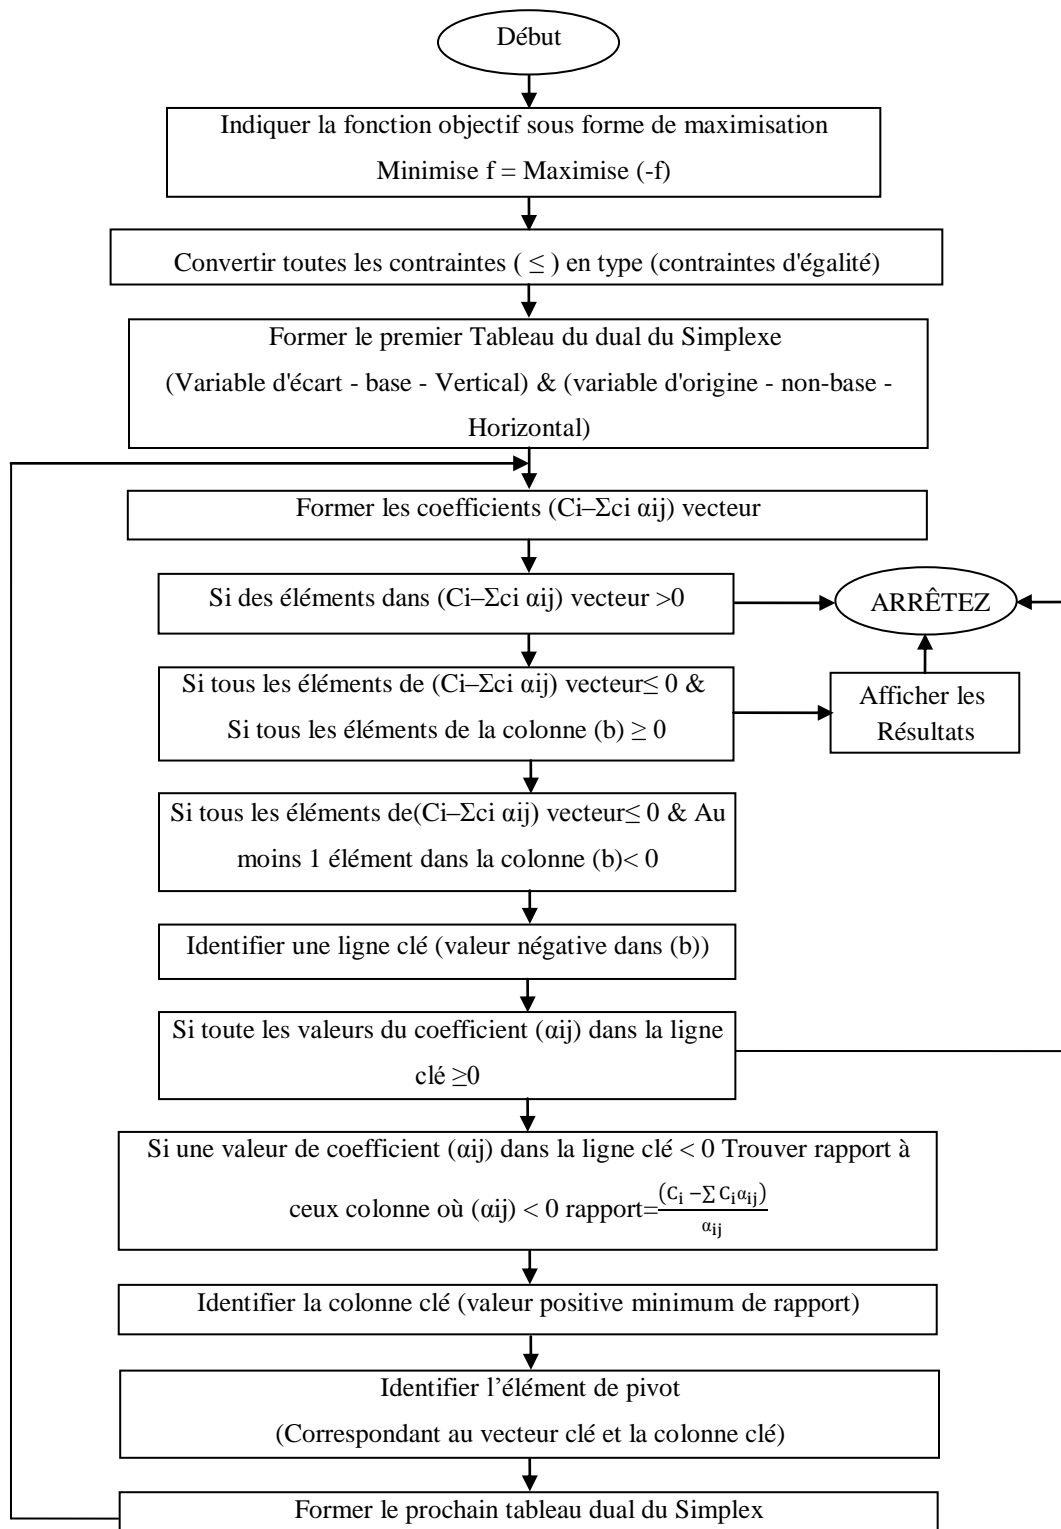 Début
Indiquer la fonction objectif sous forme de maximisation
Minimise f = Maximise (-f)
Convertir toutes les contraintes ( ≤ ) en type (contraintes d'égalité)
Former le premier Tableau du dual du Simplexe
(Variable d'écart - base - Vertical) & (variable d'origine - non-base -
Horizontal)
Former les coefficients (Ci–Σci αij) vecteur
Si des éléments dans (Ci–Σci αij) vecteur >0
ARRÊTEZ
Si tous les éléments de (Ci–Σci αij) vecteur≤ 0 &
Si tous les éléments de la colonne (b) ≥ 0
Afficher les
Résultats
Si tous les éléments de(Ci–Σci αij) vecteur≤ 0 & Au
moins 1 élément dans la colonne (b)< 0
Identifier une ligne clé (valeur négative dans (b))
Si toute les valeurs du coefficient (αij) dans la ligne
clé ≥0
Si une valeur de coefficient (αij) dans la ligne clé < 0 Trouver rapport à
ceux colonne où (αij) < 0 rapport=(C_i −∑ C_iα_ij)/α_ij
Identifier la colonne clé (valeur positive minimum de rapport)
Identifier l’élément de pivot
(Correspondant au vecteur clé et la colonne clé)
Former le prochain tableau dual du Simplex